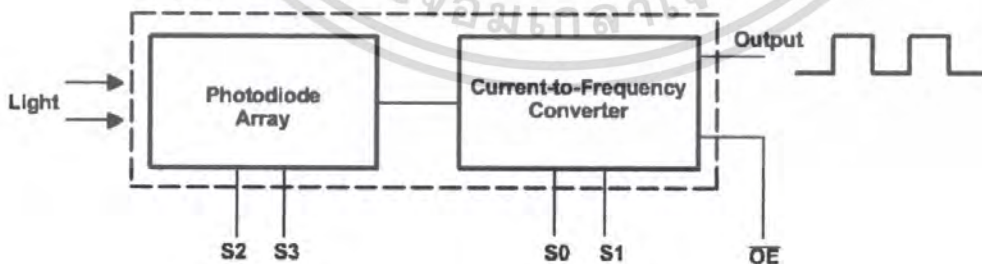 Light
Photodiode
Array
Current-to-Frequency
Converter
Output
S2 S3
S0 S1
OE